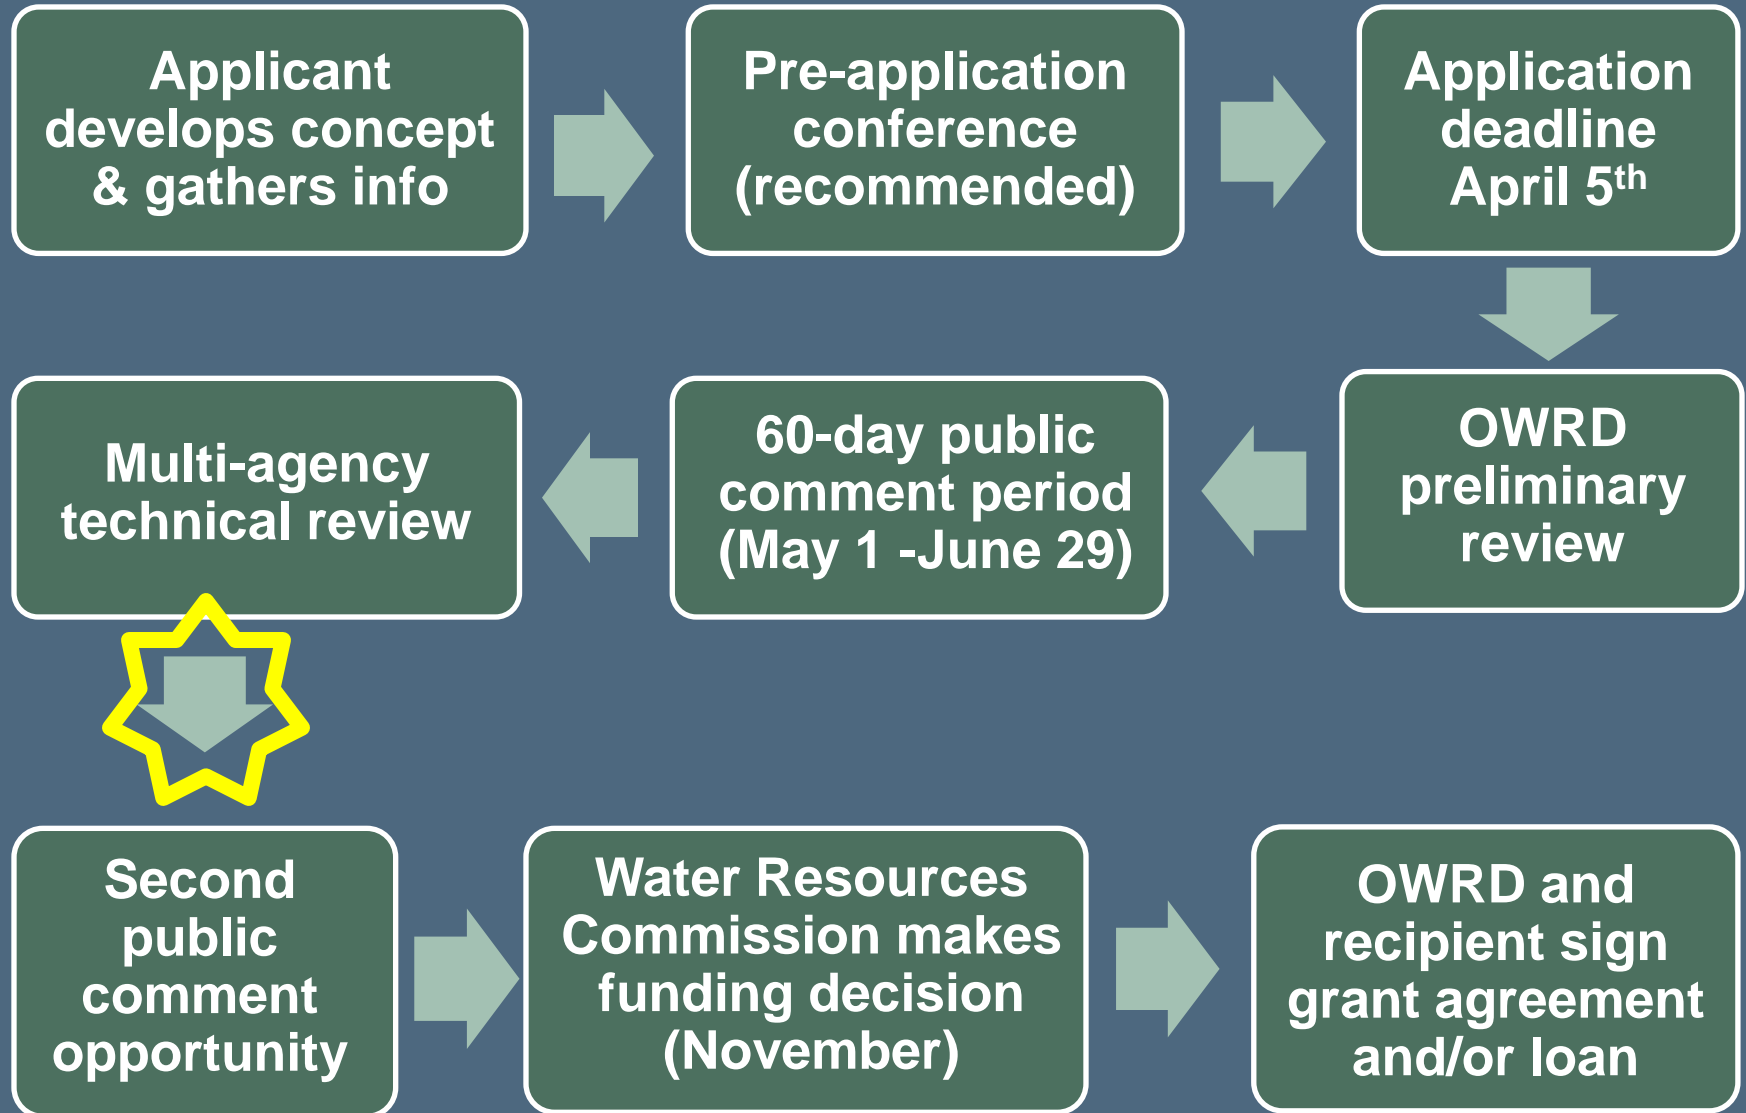 Applicant
develops concept
& gathers info
Pre-application
conference
(recommended)
Application
deadline
April 5th
OWRD
preliminary
review
60-day public
comment period
(May 1 -June 29)
Multi-agency
technical review
Second
public
comment
opportunity
Water Resources
Commission makes
funding decision
(November)
OWRD and
recipient sign
grant agreement
and/or loan